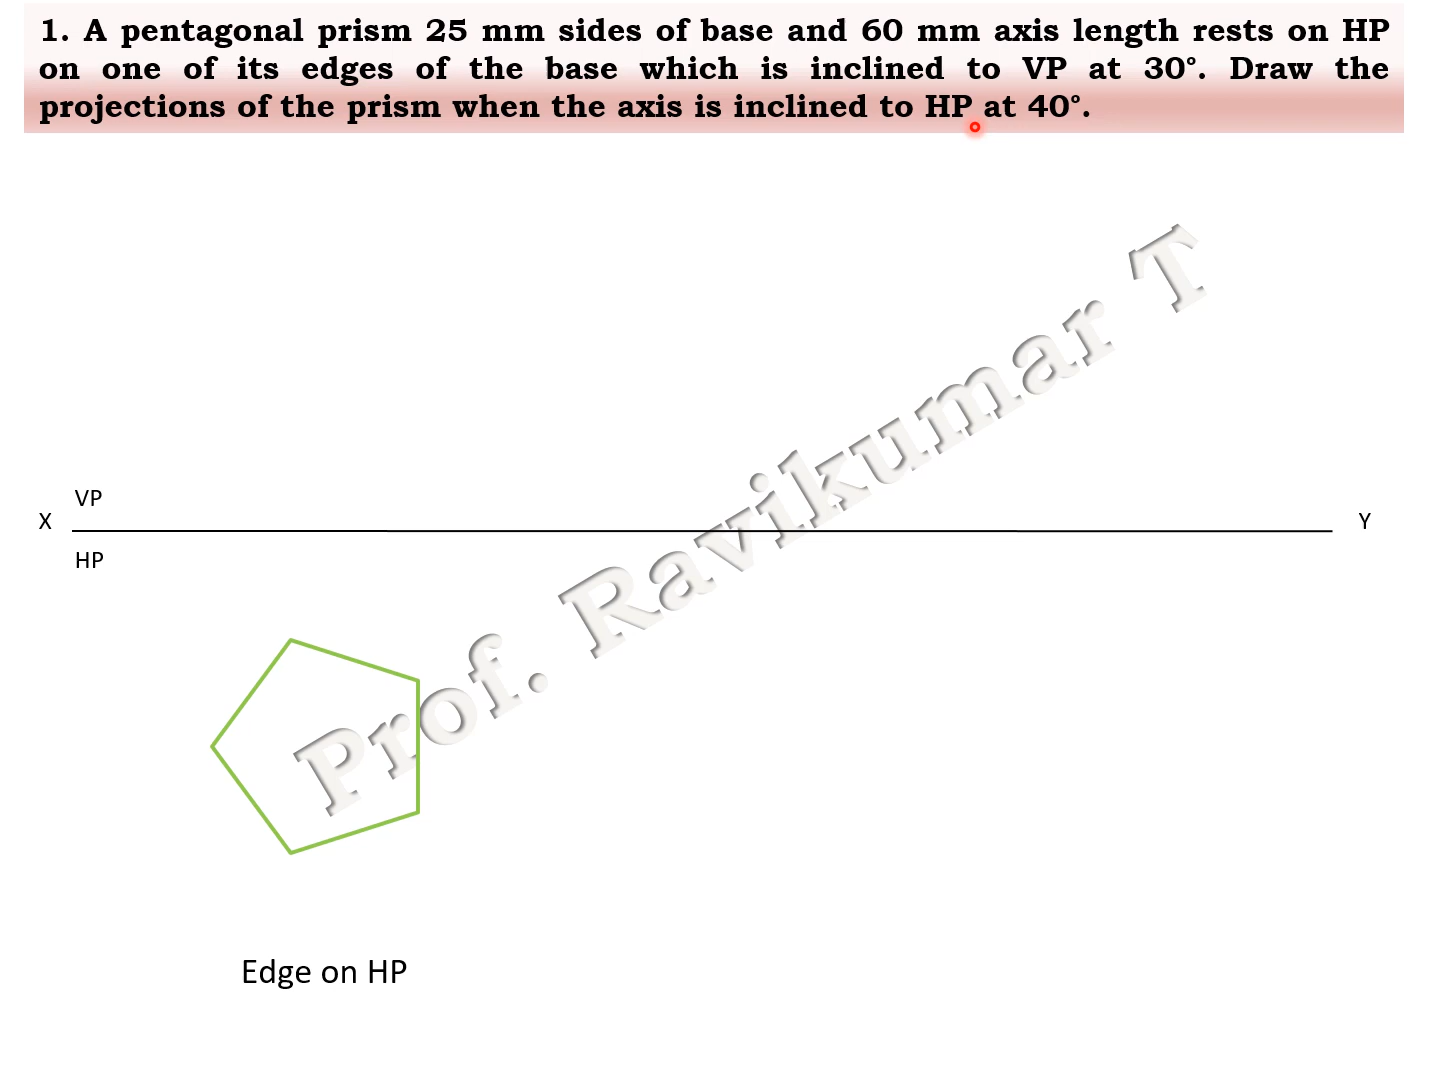 1. A pentagonal prism 25 mm sides of base and 60 mm axis length rests on HP
on one of its edges of the base which is inclined to VP at 30°. Draw the
projections of the prism when the axis is inclined to HP at 40°.
Prof. Ravikumar T
VP
X
Y
HP
Edge on HP